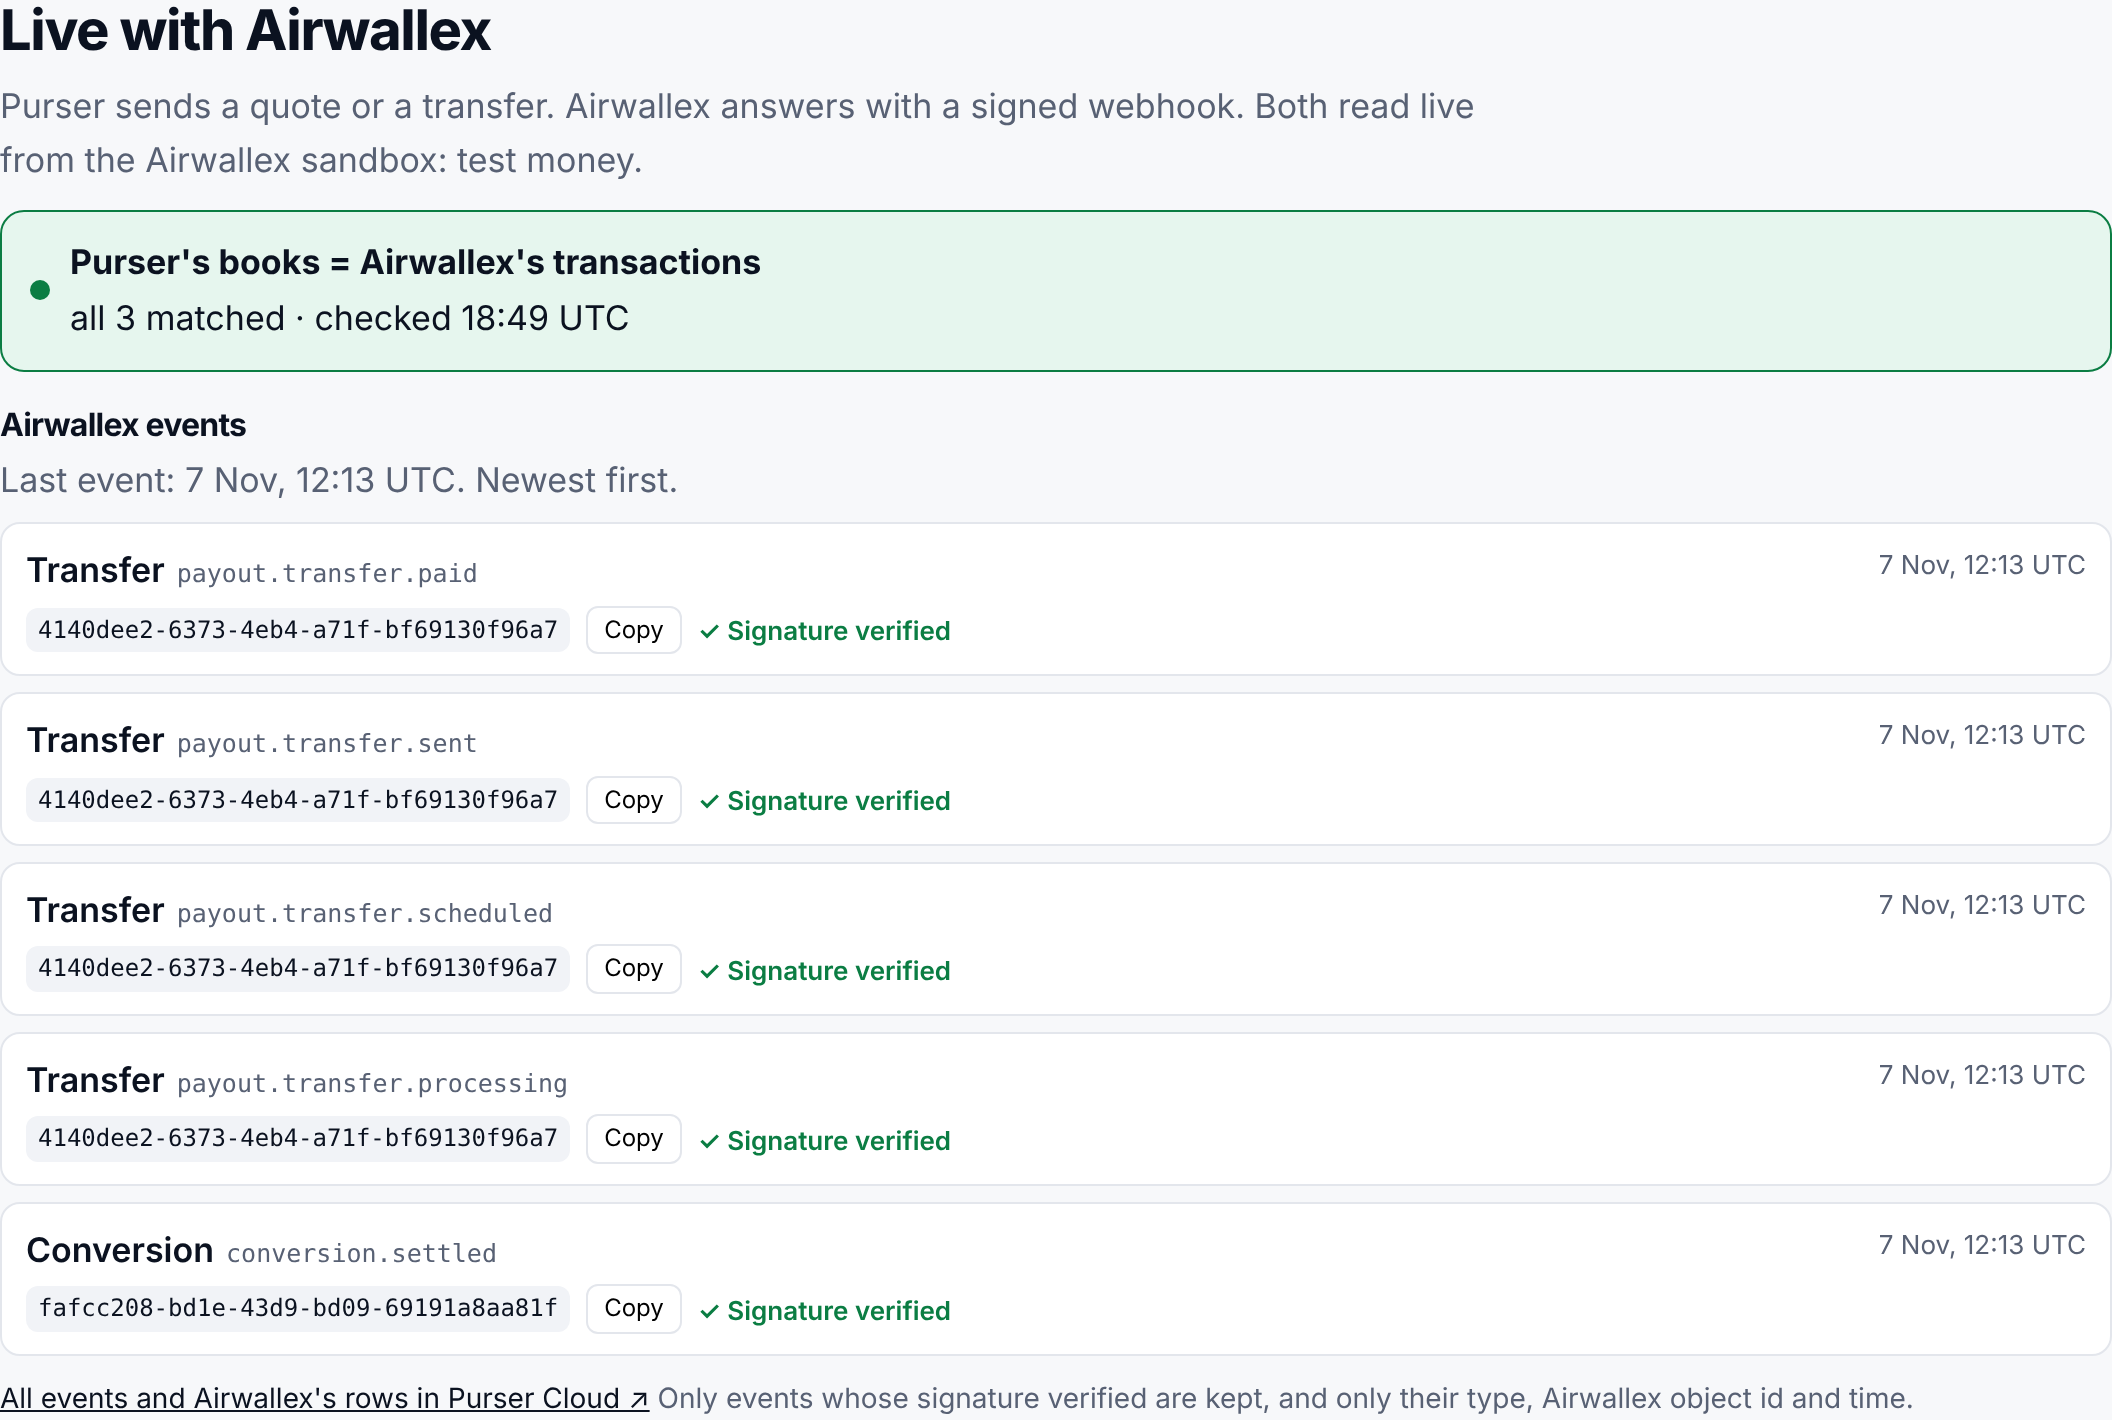 Live with Airwallex
Purser sends a quote or a transfer. Airwallex answers with a signed webhook. Both read live
from the Airwallex sandbox: test money.
Purser's books = Airwallex's transactions
all 3 matched · checked 18:49 UTC
Airwallex events
Last event: 7 Nov, 12:13 UTC. Newest first.
Transfer payout.transfer.paid 7 Nov, 12:13 UTC
4140dee2-6373-4eb4-a71f-bf69130f96a7 Copy ✓ Signature verified
Transfer payout.transfer.sent 7 Nov, 12:13 UTC
4140dee2-6373-4eb4-a71f-bf69130f96a7 Copy ✓ Signature verified
Transfer payout.transfer.scheduled 7 Nov, 12:13 UTC
4140dee2-6373-4eb4-a71f-bf69130f96a7 Copy ✓ Signature verified
Transfer payout.transfer.processing 7 Nov, 12:13 UTC
4140dee2-6373-4eb4-a71f-bf69130f96a7 Copy ✓ Signature verified
Conversion conversion.settled 7 Nov, 12:13 UTC
fafcc208-bd1e-43d9-bd09-69191a8aa81f Copy ✓ Signature verified
All events and Airwallex's rows in Purser Cloud ↗ Only events whose signature verified are kept, and only their type, Airwallex object id and time.